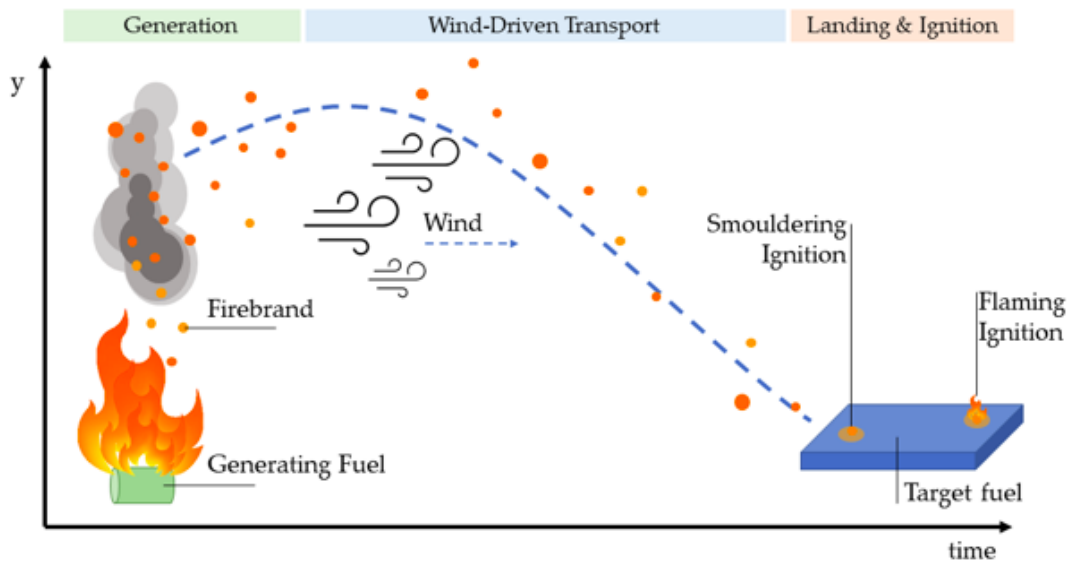 Generation
Wind-Driven Transport
Landing & Ignition
y
Wind
Smouldering
Ignition
Firebrand
Flaming
Ignition
Generating Fuel
Target fuel
time